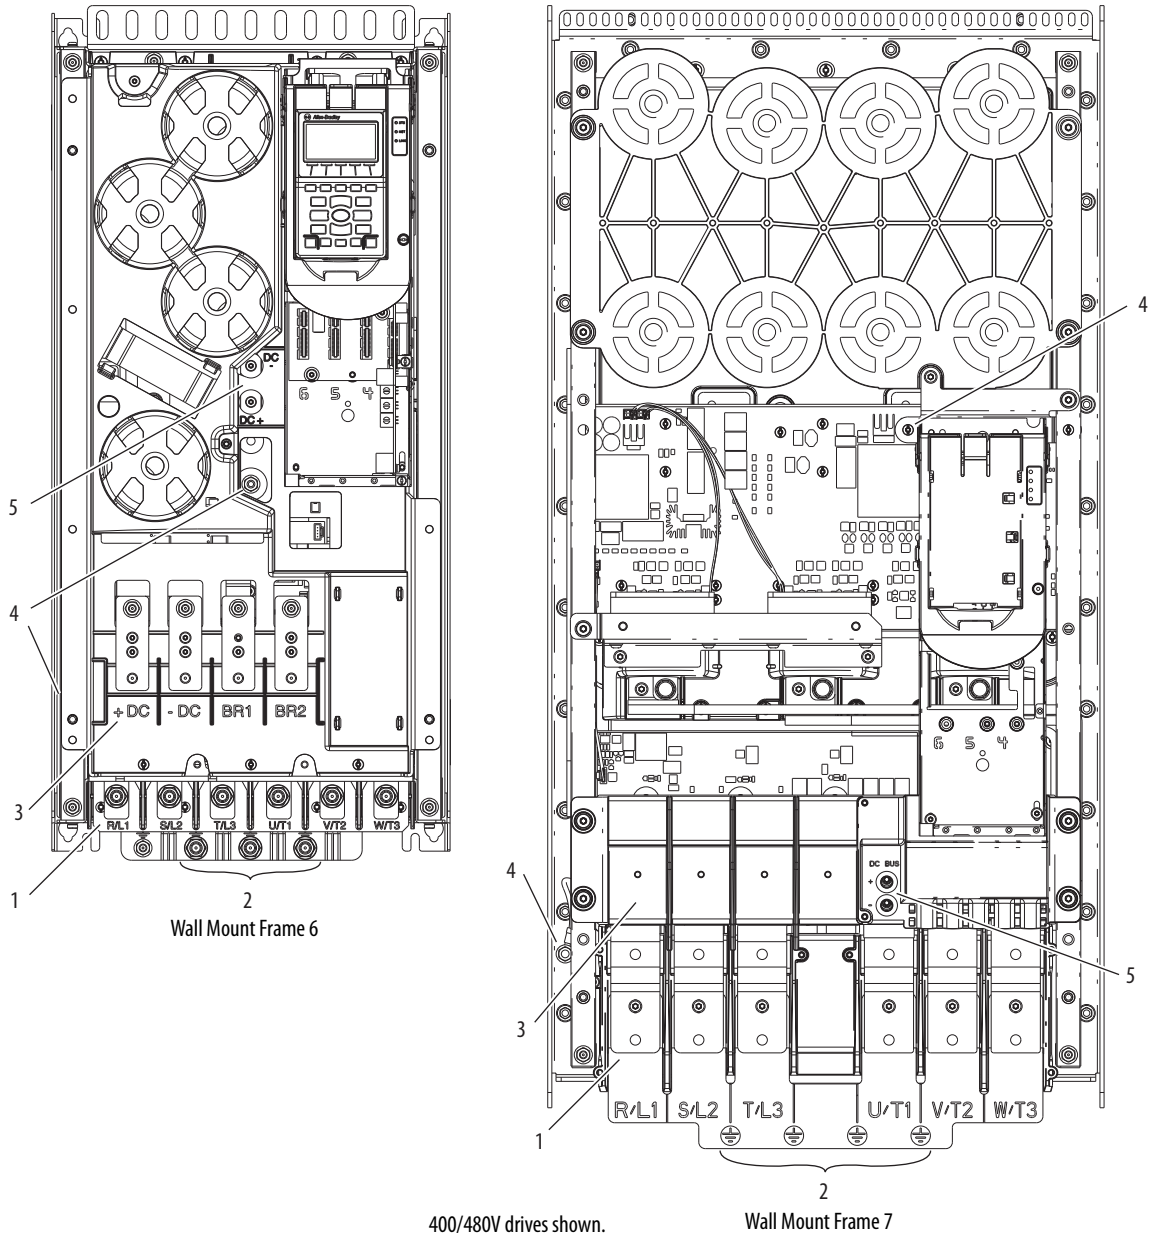 Allen-Bradley
6 5 4
DC
-
DC +
5
4
+ DC - DC BR1 BR2
3
R/L1 S/L2 T/L3 U/T1 V/T2 W/T3
1
2
Wall Mount Frame 6
4
6 5 4
DC BUS
+
-
4
5
3
R/L1 S/L2 T/L3 U/T1 V/T2 W/T3
1
2
Wall Mount Frame 7
400/480V drives shown.